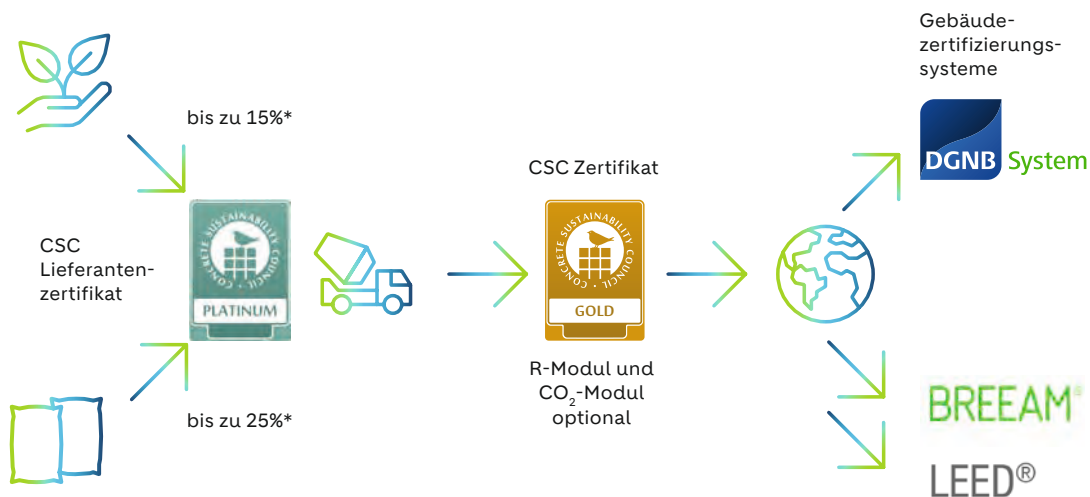 Gebäude-
zertifizierungs-
systeme
DGNB System
bis zu 15%*
CSC Zertifikat
CSC
Lieferanten-
zertifikat
CONCRETE SUSTAINABILITY COUNCIL
PLATINUM
CONCRETE SUSTAINABILITY COUNCIL
GOLD
R-Modul und
CO₂-Modul
optional
bis zu 25%*
BREEAM®
LEED®